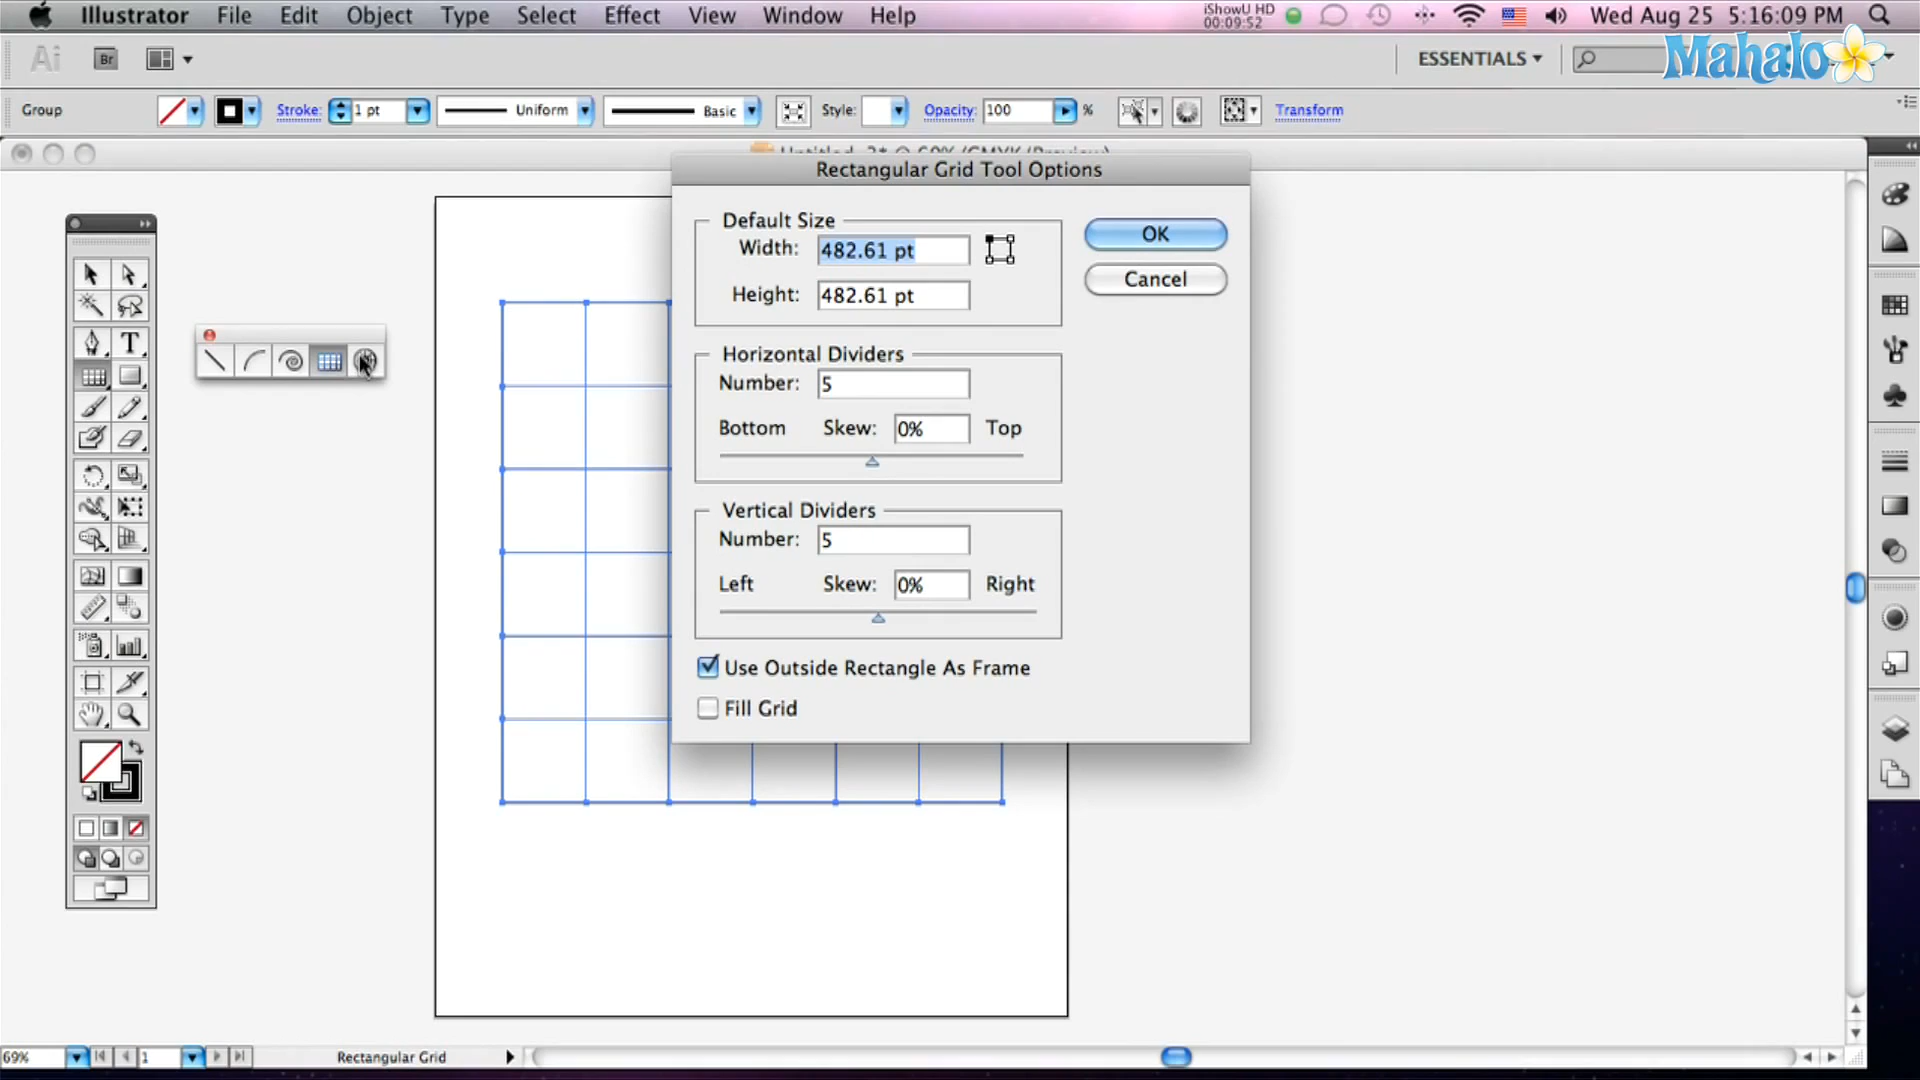 Illustrator File Edit Object Type Select Effect View Window Help
iShowU HD
00:09:52
Wed Aug 25 5:16:09 PM
Ai Br
ESSENTIALS
Mahalo
Group
Stroke: 1 pt Uniform Basic Style: Opacity: 100 % Transform
Rectangular Grid Tool Options
Default Size
Width: 482.61 pt
Height: 482.61 pt
OK
Cancel
Horizontal Dividers
Number: 5
Bottom Skew: 0% Top
Vertical Dividers
Number: 5
Left Skew: 0% Right
Use Outside Rectangle As Frame
Fill Grid
T
69% 1 Rectangular Grid